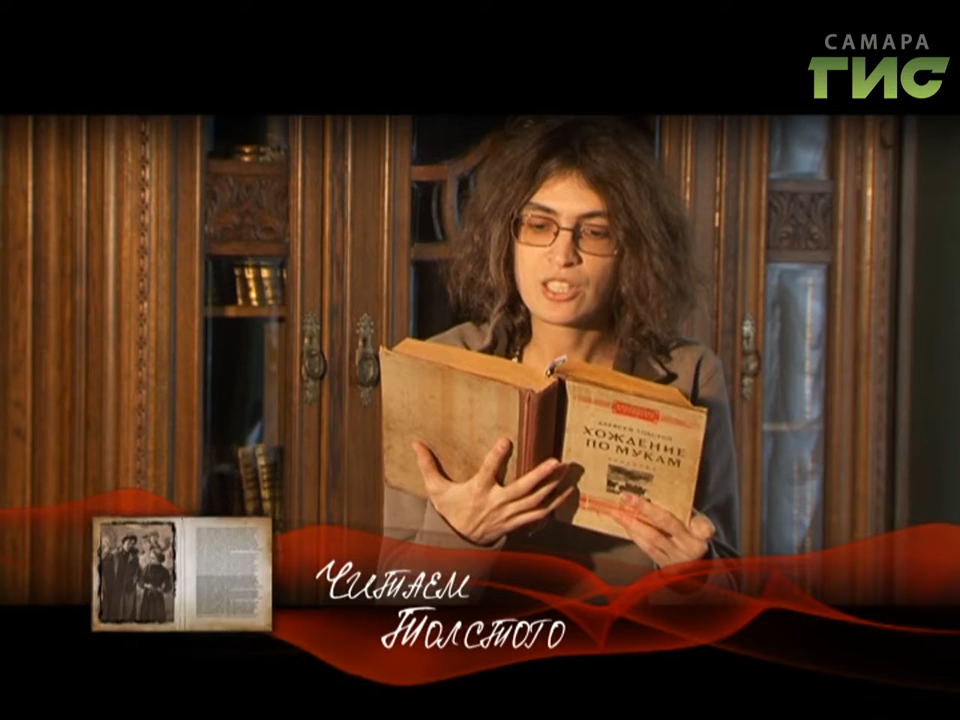 САМАРА
ГИС
АЛЕКСЕЙ ТОЛСТОЙ
ХОЖДЕНИЕ
ПО МУКАМ
Читаем
Толстого